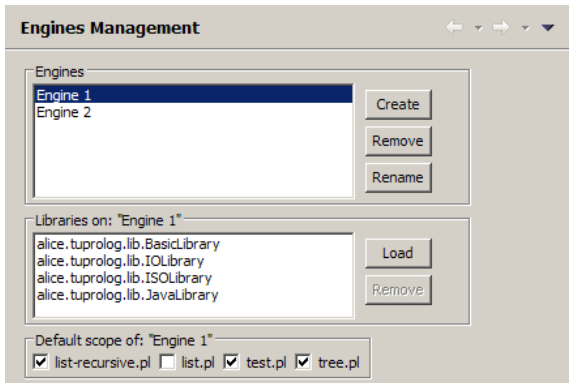 Engines Management
Engines
Engine 1
Engine 2
Create
Remove
Rename
Libraries on: "Engine 1"
alice.tuprolog.lib.BasicLibrary
alice.tuprolog.lib.IOLibrary
alice.tuprolog.lib.ISOLibrary
alice.tuprolog.lib.JavaLibrary
Load
Remove
Default scope of: "Engine 1"
list-recursive.pl list.pl test.pl tree.pl